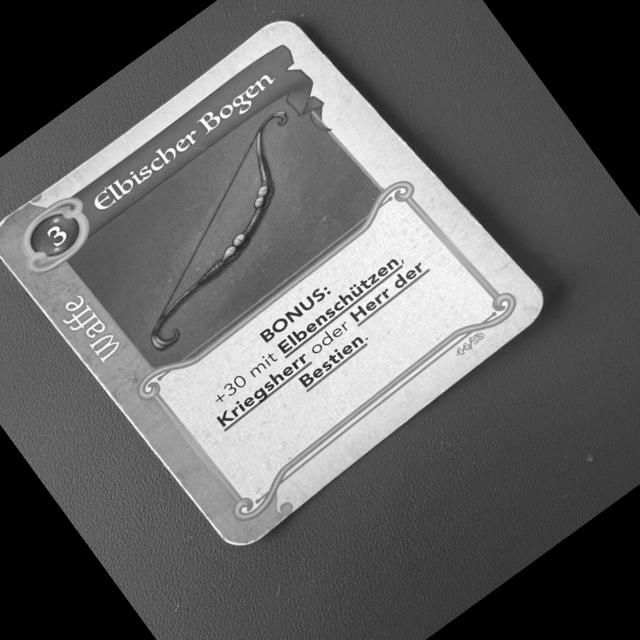 Elbischer Bogen
3
Waffe
BONUS:
+30 mit Elbenschützen,
Kriegsherr oder Herr der
Bestien.